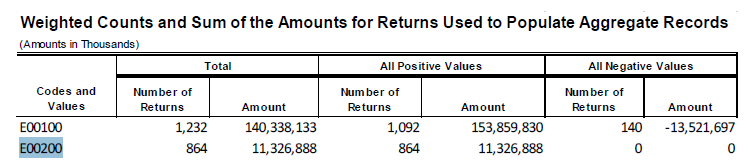 Weighted Counts and Sum of the Amounts for Returns Used to Populate Aggregate Records
(Amounts in Thousands)
Total All Positive Values All Negative Values
Codes and Values Number of Returns Amount Number of Returns Amount Number of Returns Amount
E00100 1,232 140,338,133 1,092 153,859,830 140 -13,521,697
E00200 864 11,326,888 864 11,326,888 0 0